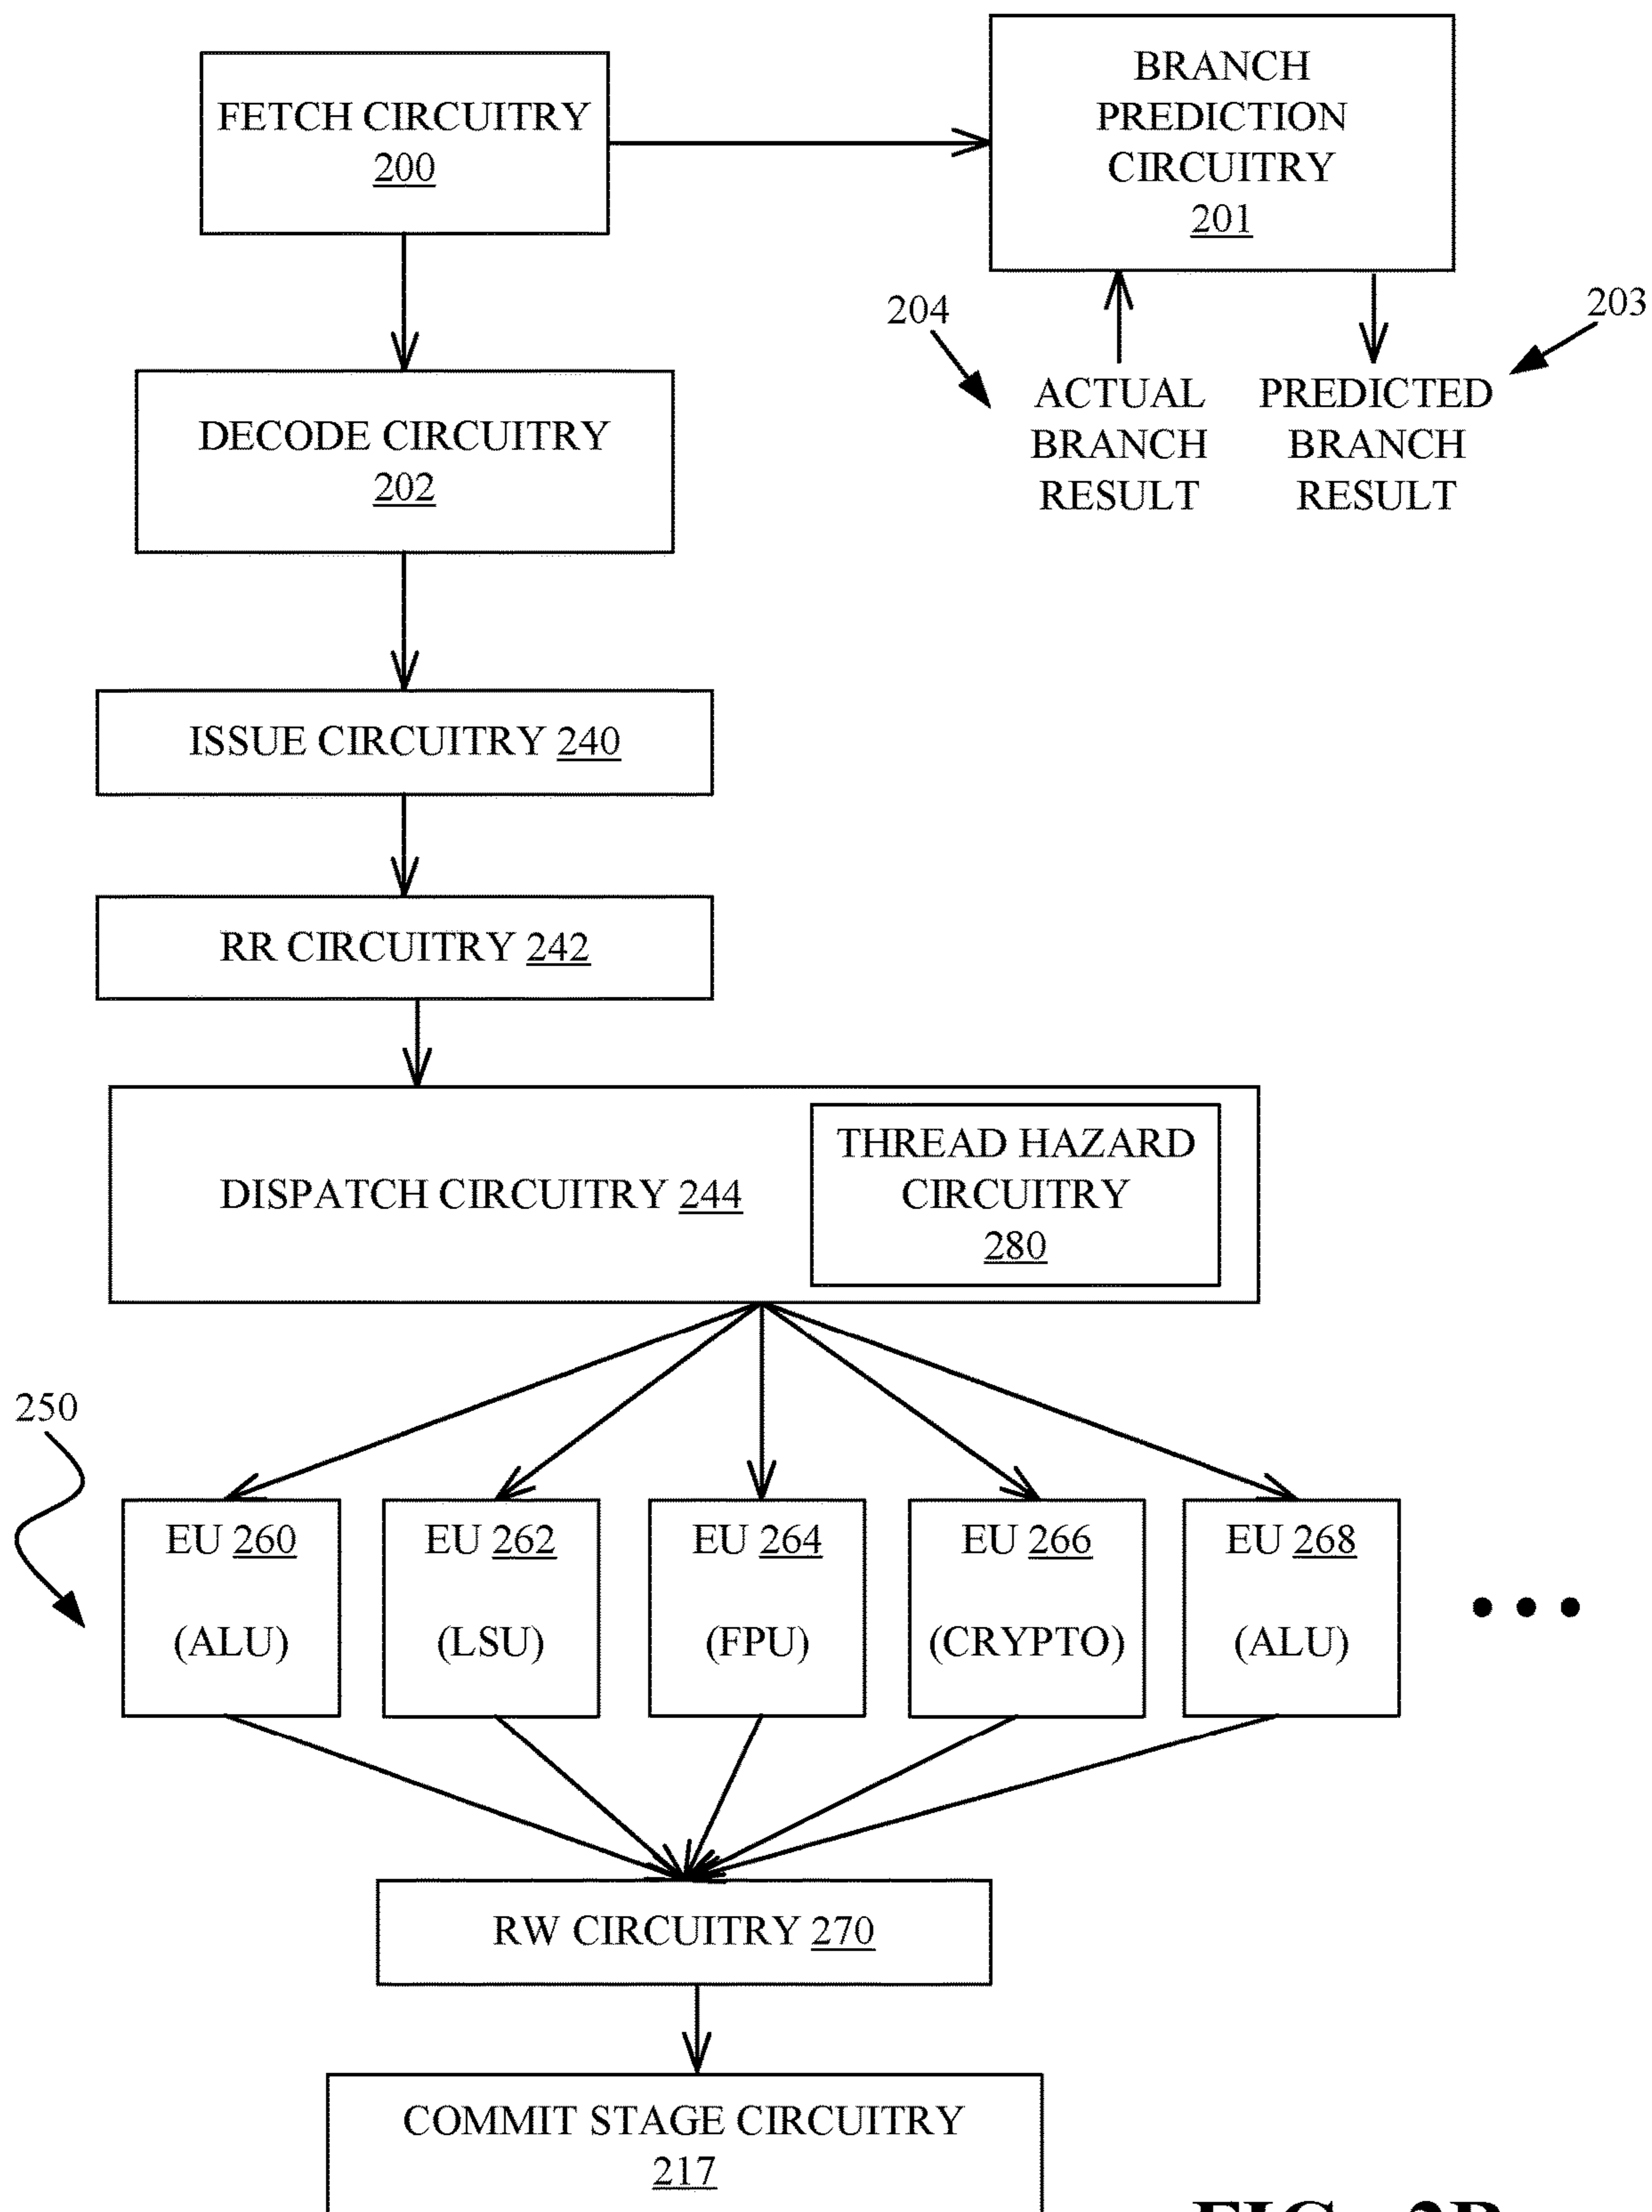 FETCH CIRCUITRY
200
BRANCH
PREDICTION
CIRCUITRY
201
204
203
ACTUAL
BRANCH
RESULT
PREDICTED
BRANCH
RESULT
DECODE CIRCUITRY
202
ISSUE CIRCUITRY 240
RR CIRCUITRY 242
DISPATCH CIRCUITRY 244
THREAD HAZARD
CIRCUITRY
280
250
EU 260
(ALU)
EU 262
(LSU)
EU 264
(FPU)
EU 266
(CRYPTO)
EU 268
(ALU)
RW CIRCUITRY 270
COMMIT STAGE CIRCUITRY
217